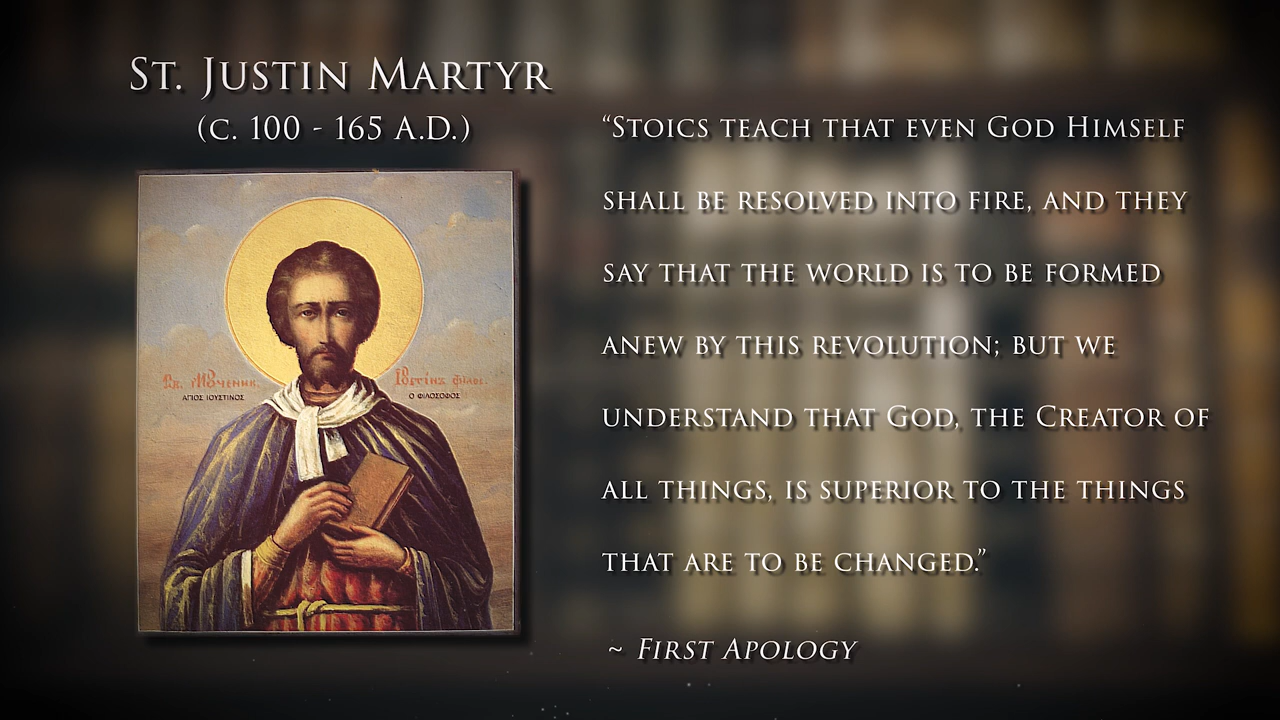 St. Justin Martyr
(c. 100 - 165 A.D.)
“Stoics teach that even God Himself
shall be resolved into fire, and they
say that the world is to be formed
anew by this revolution; but we
understand that God, the Creator of
all things, is superior to the things
that are to be changed.”
~ First Apology
ΑΓΙΟΣ ΙΟΥΣΤΙΝΟΣ
Ο ΦΙΛΟΣΟΦΟΣ